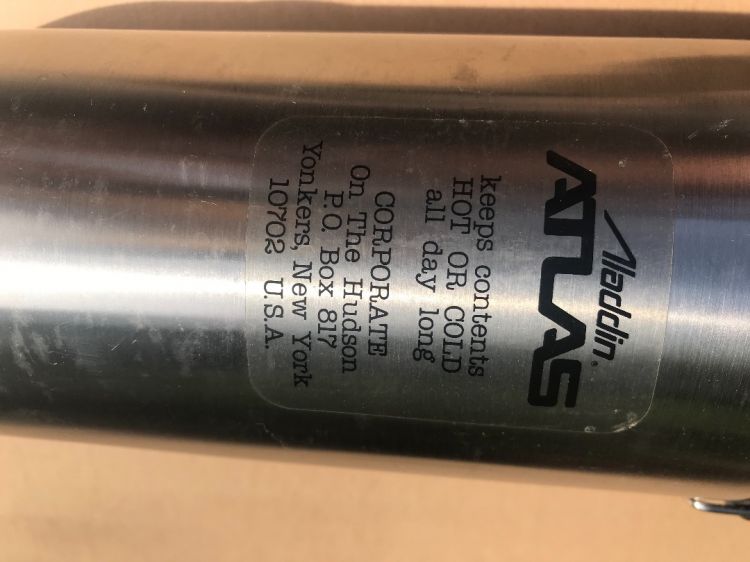 Aladdin®
ATLAS
keeps contents
HOT OR COLD
all day long
CORPORATE
On The Hudson
P.O. Box 817
Yonkers, New York
10702 U.S.A.